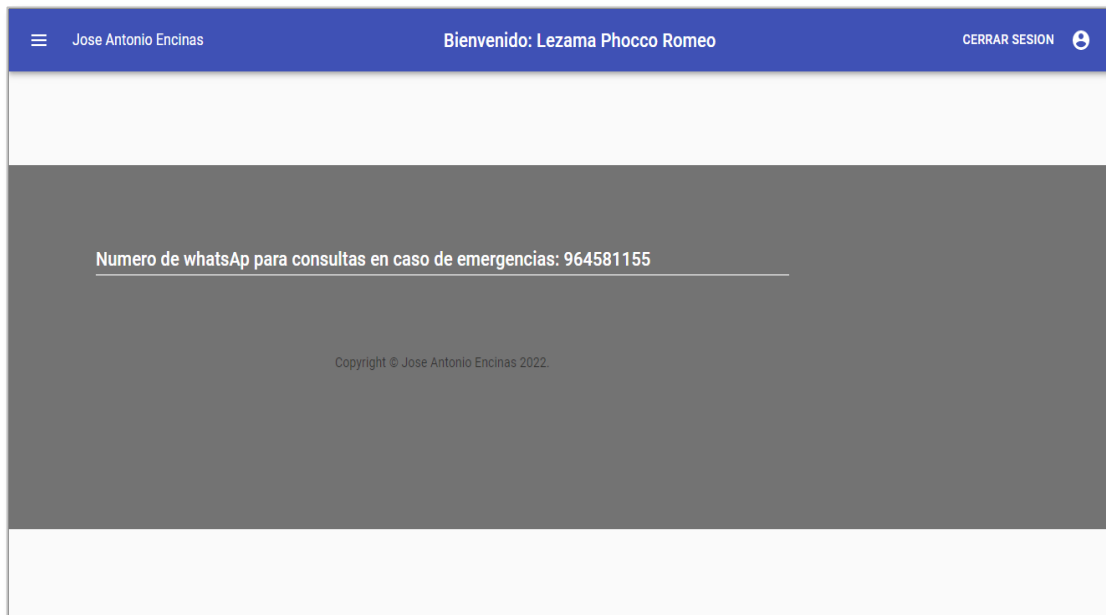 Jose Antonio Encinas
Bienvenido: Lezama Phocco Romeo
CERRAR SESION
Numero de whatsAp para consultas en caso de emergencias: 964581155
Copyright © Jose Antonio Encinas 2022.